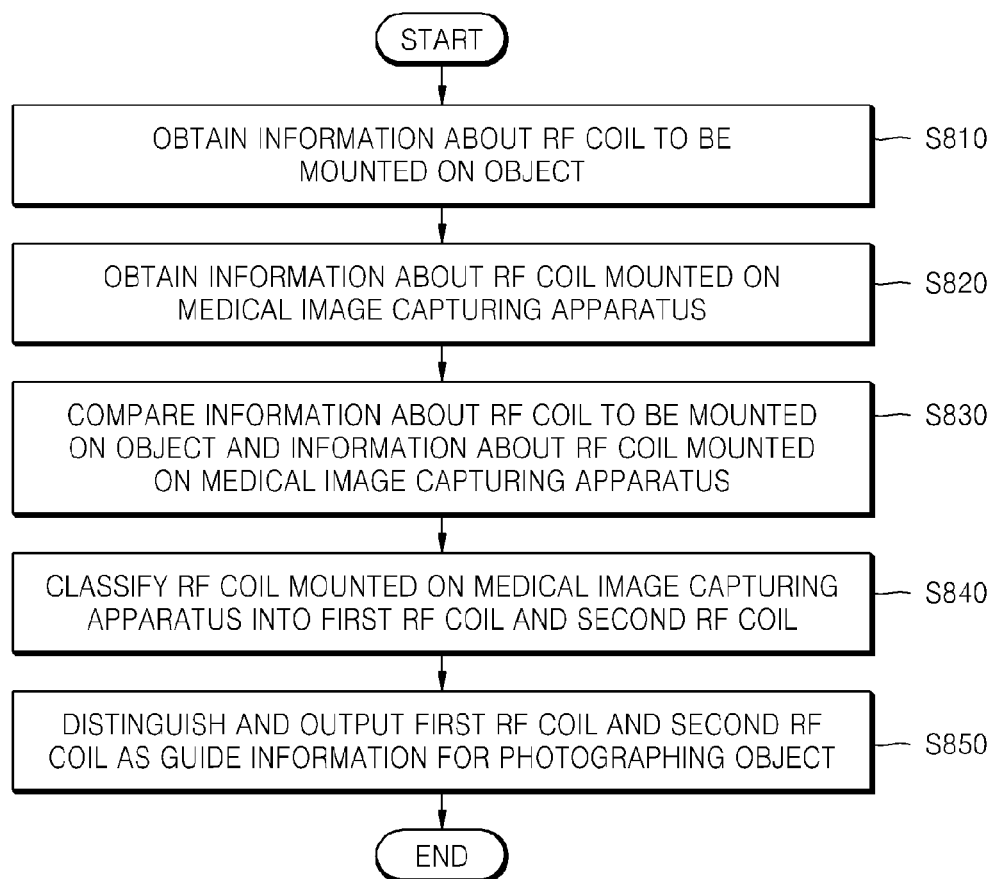 START
OBTAIN INFORMATION ABOUT RF COIL TO BE
MOUNTED ON OBJECT
S810
OBTAIN INFORMATION ABOUT RF COIL MOUNTED ON
MEDICAL IMAGE CAPTURING APPARATUS
S820
COMPARE INFORMATION ABOUT RF COIL TO BE MOUNTED
ON OBJECT AND INFORMATION ABOUT RF COIL MOUNTED
ON MEDICAL IMAGE CAPTURING APPARATUS
S830
CLASSIFY RF COIL MOUNTED ON MEDICAL IMAGE CAPTURING
APPARATUS INTO FIRST RF COIL AND SECOND RF COIL
S840
DISTINGUISH AND OUTPUT FIRST RF COIL AND SECOND RF
COIL AS GUIDE INFORMATION FOR PHOTOGRAPHING OBJECT
S850
END